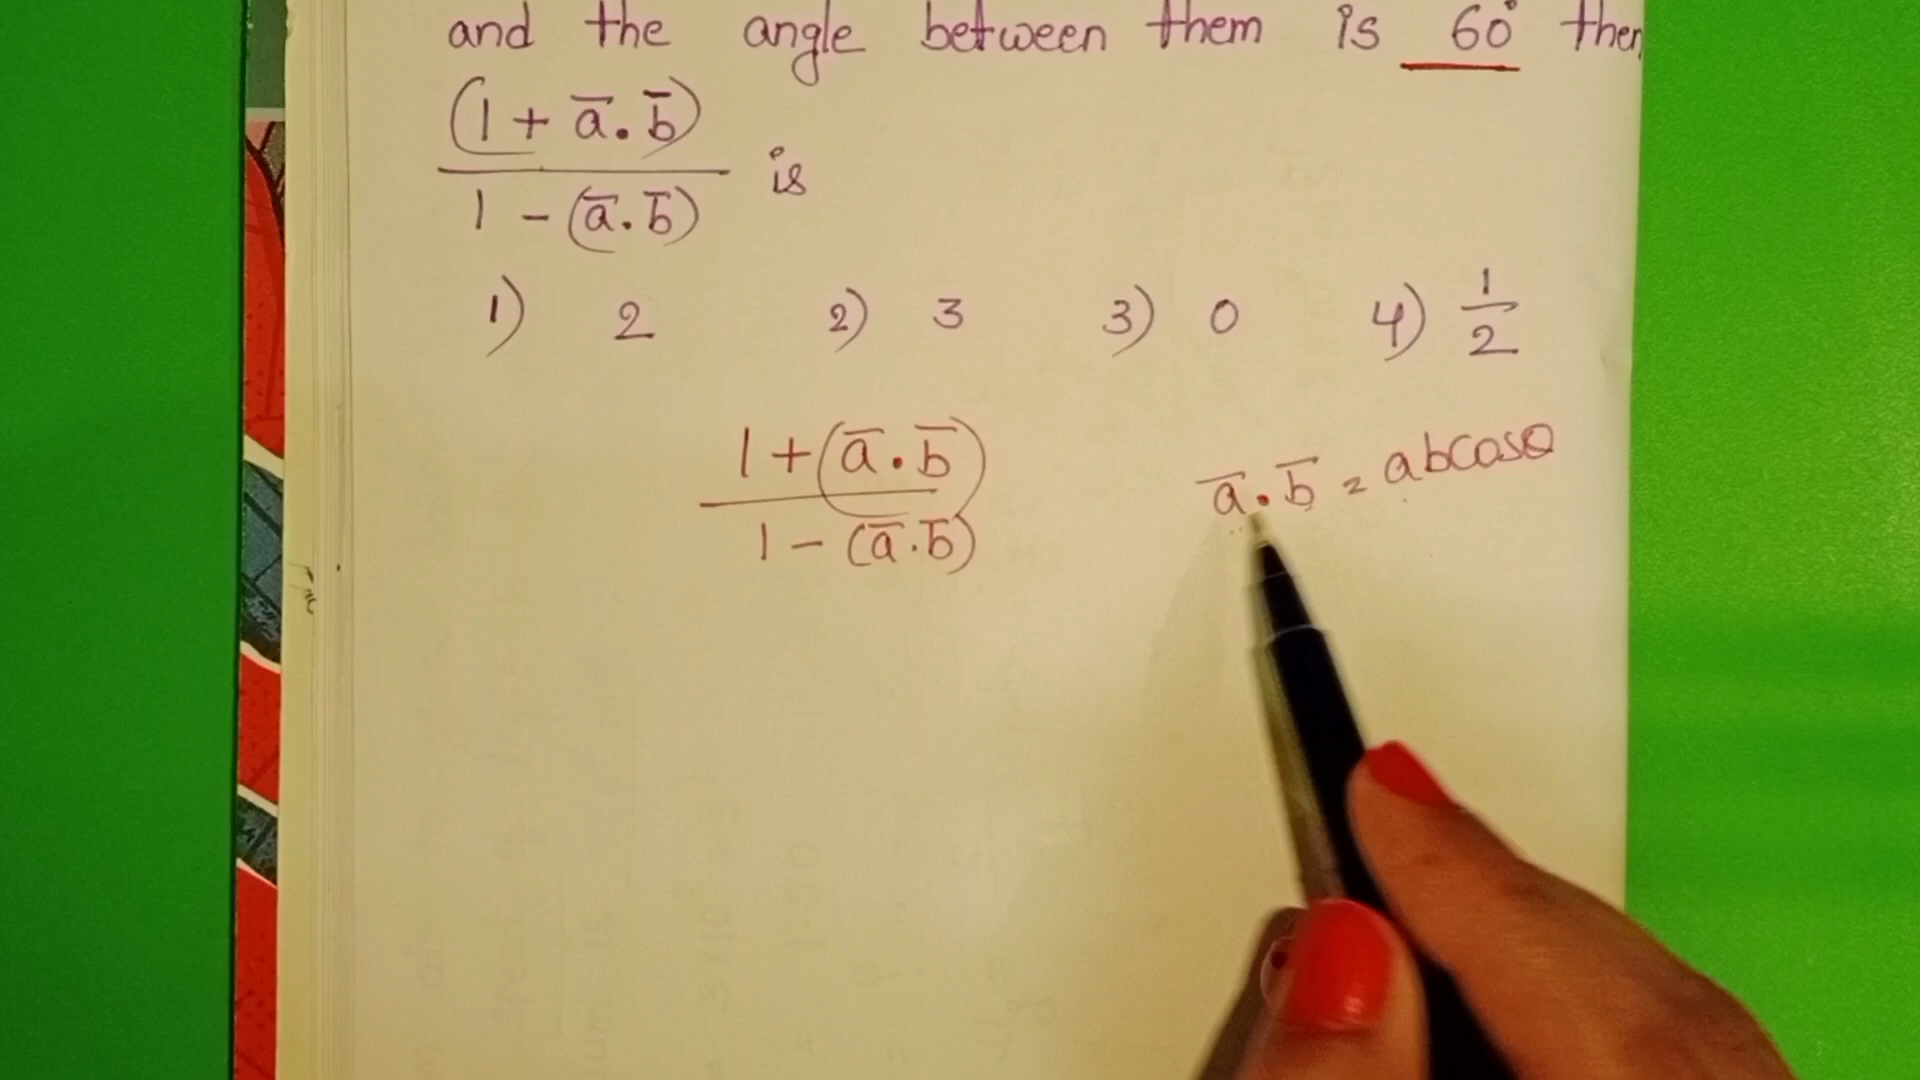 and the angle between them is 60° then
(1 + a̅ . b̅)
1 - (a̅ . b̅)
is
1) 2 2) 3 3) 0 4) 1/2
1 + (a̅ . b̅)
1 - (a̅ . b̅)
a̅ . b̅ = abcosθ